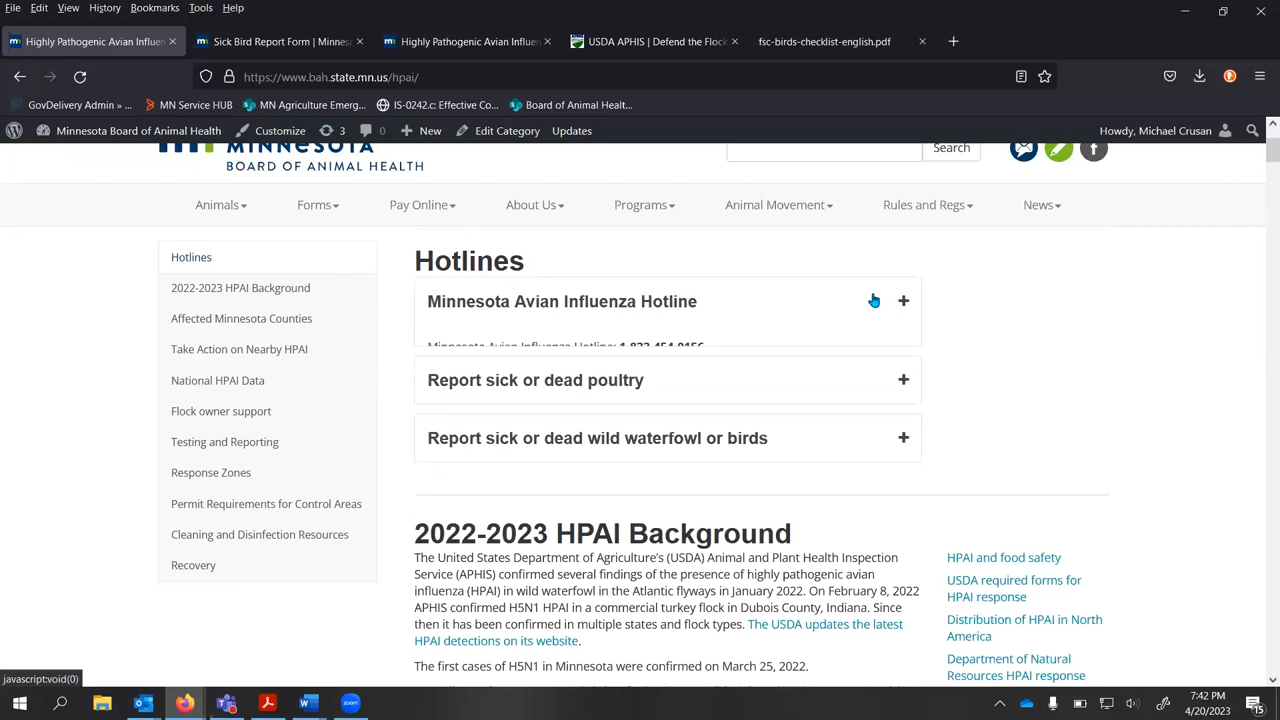 File Edit View History Bookmarks Tools Help
Highly Pathogenic Avian Influen
Sick Bird Report Form | Minnes
Highly Pathogenic Avian Influen
USDA APHIS | Defend the Flock
fsc-birds-checklist-english.pdf
https://www.bah.state.mn.us/hpai/
GovDelivery Admin » ...
MN Service HUB
MN Agriculture Emerg...
IS-0242.c: Effective Co...
Board of Animal Healt...
Minnesota Board of Animal Health
Customize
3
0
New
Edit Category
Updates
Howdy, Michael Crusan
MINNESOTA
BOARD OF ANIMAL HEALTH
Search
Animals
Forms
Pay Online
About Us
Programs
Animal Movement
Rules and Regs
News
Hotlines
2022-2023 HPAI Background
Affected Minnesota Counties
Take Action on Nearby HPAI
National HPAI Data
Flock owner support
Testing and Reporting
Response Zones
Permit Requirements for Control Areas
Cleaning and Disinfection Resources
Recovery
Hotlines
Minnesota Avian Influenza Hotline
Minnesota Avian Influenza Hotline:
Report sick or dead poultry
Report sick or dead wild waterfowl or birds
2022-2023 HPAI Background
The United States Department of Agriculture's (USDA) Animal and Plant Health Inspection
Service (APHIS) confirmed several findings of the presence of highly pathogenic avian
influenza (HPAI) in wild waterfowl in the Atlantic flyways in January 2022. On February 8, 2022
APHIS confirmed H5N1 HPAI in a commercial turkey flock in Dubois County, Indiana. Since
then it has been confirmed in multiple states and flock types. The USDA updates the latest
HPAI detections on its website.
The first cases of H5N1 in Minnesota were confirmed on March 25, 2022.
HPAI and food safety
USDA required forms for
HPAI response
Distribution of HPAI in North
America
Department of Natural
Resources HPAI response
javascript:void(0)
7:42 PM
4/20/2023
15